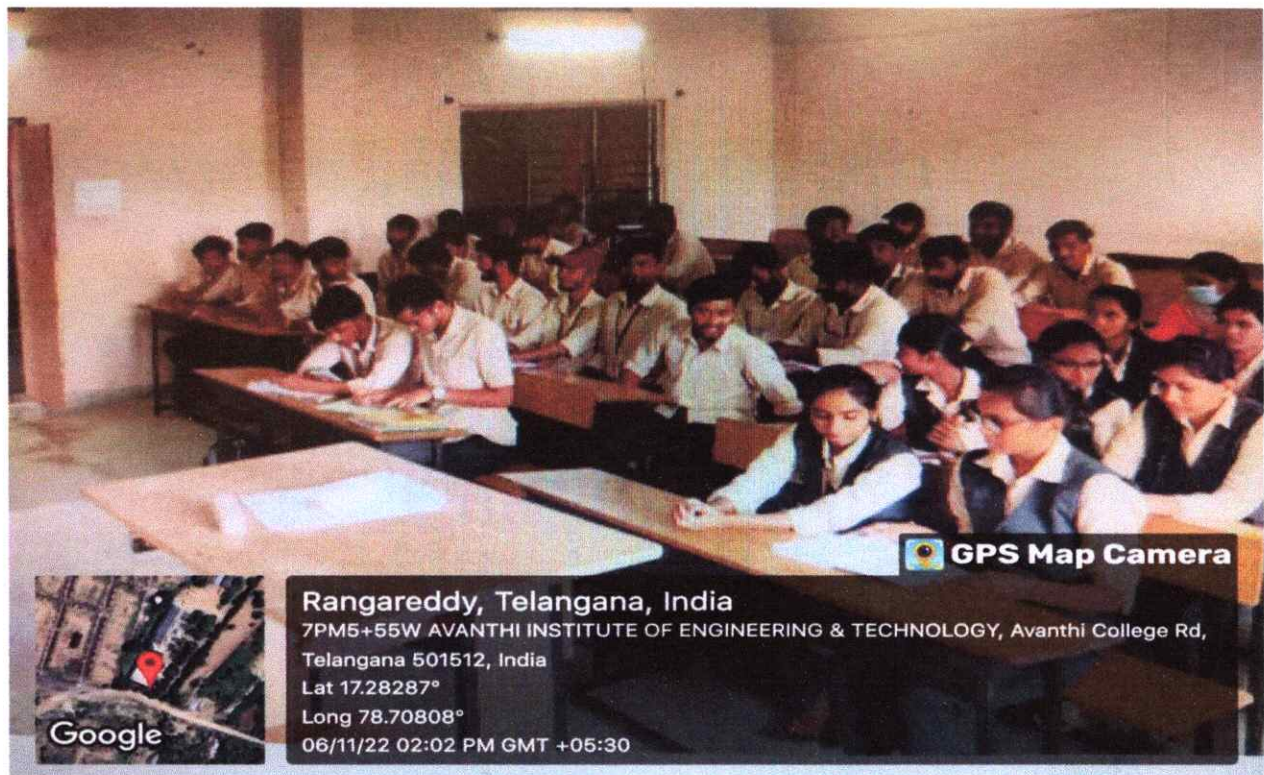 GPS Map Camera
Rangareddy, Telangana, India
7PM5+55W AVANTHI INSTITUTE OF ENGINEERING & TECHNOLOGY, Avanthi College Rd,
Telangana 501512, India
Lat 17.28287°
Long 78.70808°
06/11/22 02:02 PM GMT +05:30
Google